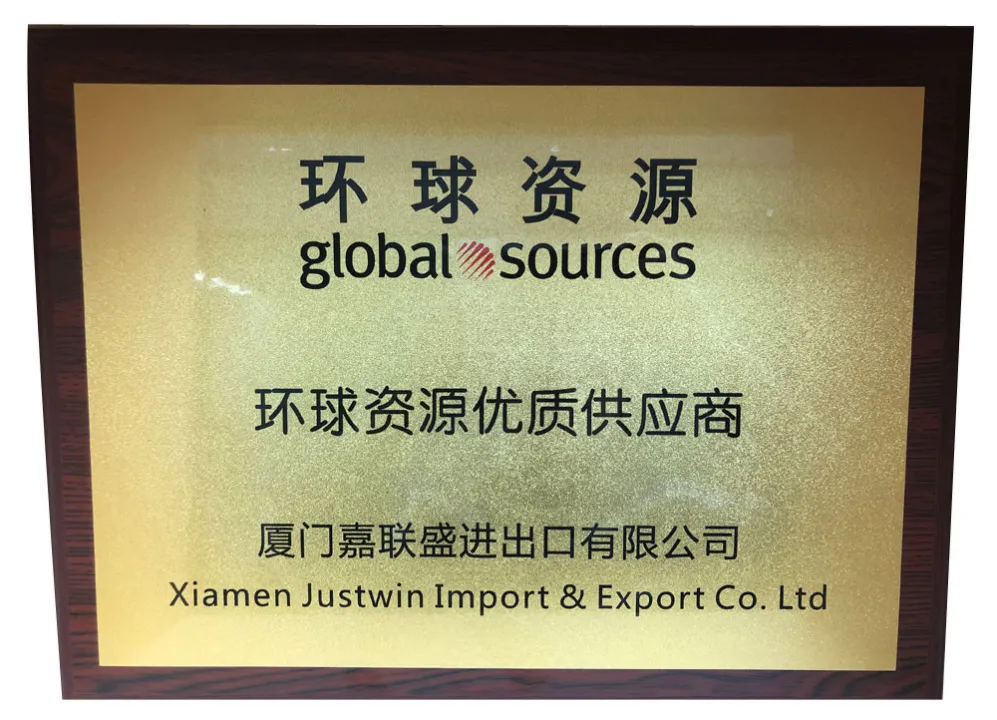 环球资源
global sources
环球资源优质供应商
厦门嘉联盛进出口有限公司
Xiamen Justwin Import & Export Co. Ltd